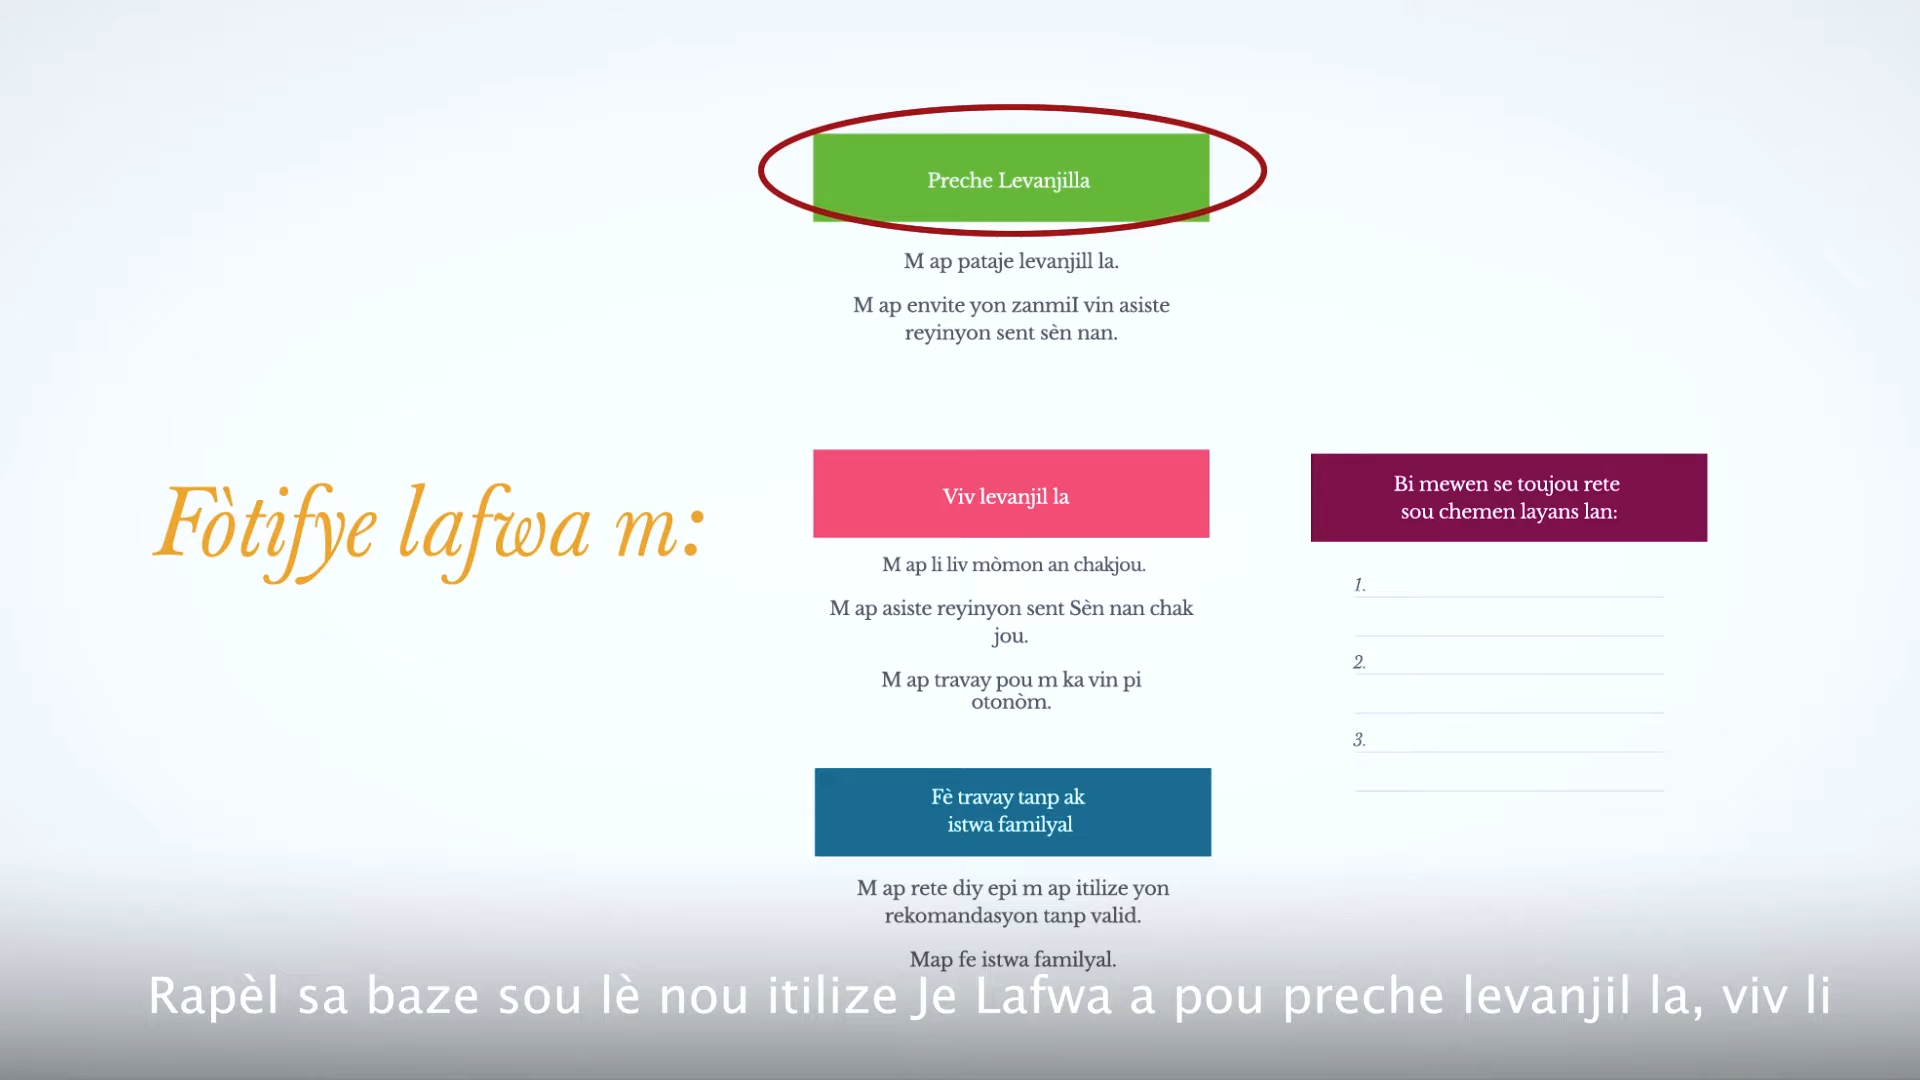 Fòtifye lafwa m:
Preche Levanjilla
M ap pataje levanjill la.
M ap envite yon zanmiI vin asiste
reyinyon sent sèn nan.
Viv levanjil la
M ap li liv mòmon an chakjou.
M ap asiste reyinyon sent Sèn nan chak
jou.
M ap travay pou m ka vin pi
otonòm.
Fè travay tanp ak
istwa familyal
M ap rete diy epi m ap itilize yon
rekomandasyon tanp valid.
Map fe istwa familyal.
Bi mewen se toujou rete
sou chemen layans lan:
1.
2.
3.
Rapèl sa baze sou lè nou itilize Je Lafwa a pou preche levanjil la, viv li